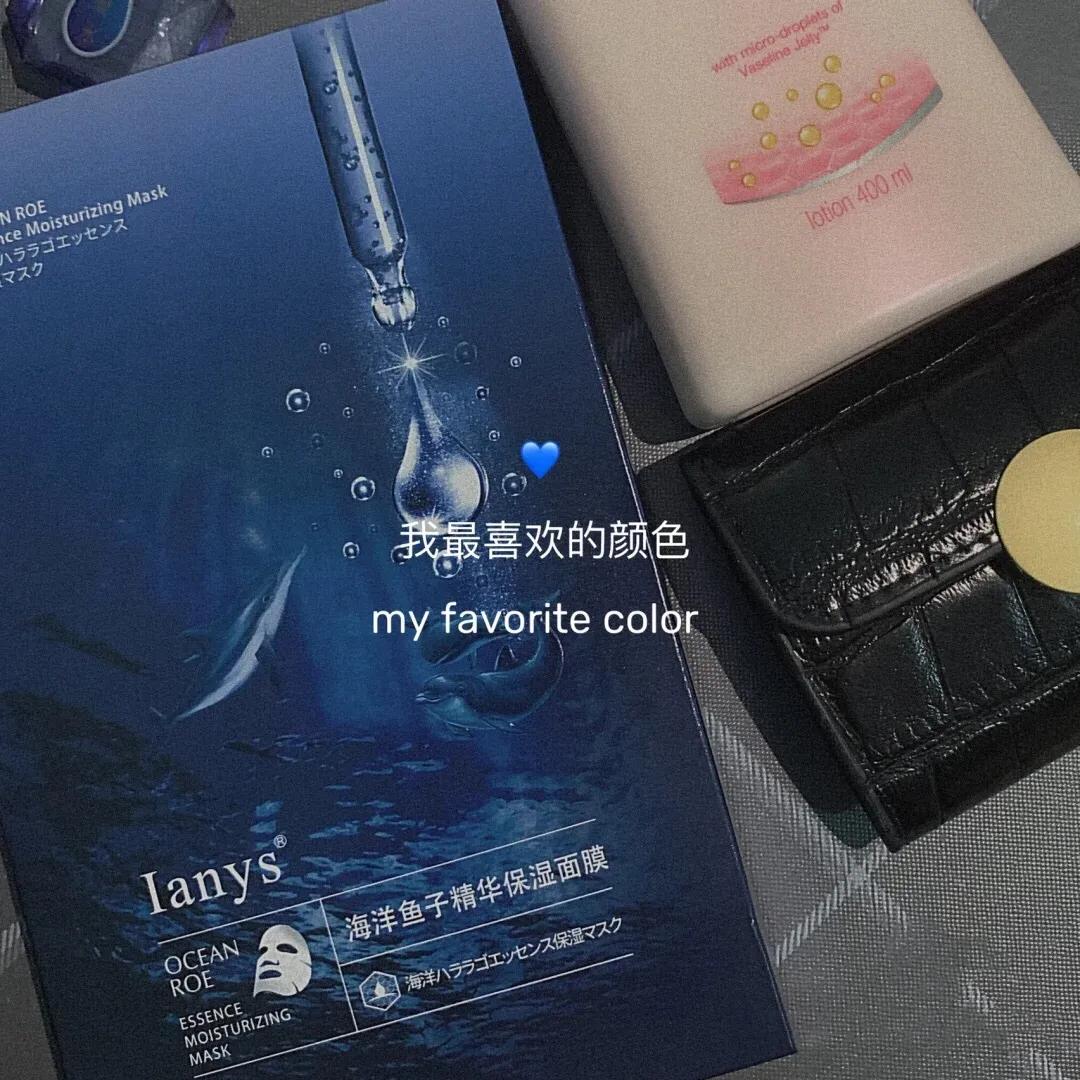 with micro-droplets of
Vaseline Jelly™
lotion 400 ml
N ROE
nce Moisturizing Mask
ハララゴエッセンス
マスク
💙
我最喜欢的颜色
my favorite color
Ianys®
海洋鱼子精华保湿面膜
OCEAN
ROE
海洋ハララゴエッセンス保湿マスク
ESSENCE
MOISTURIZING
MASK